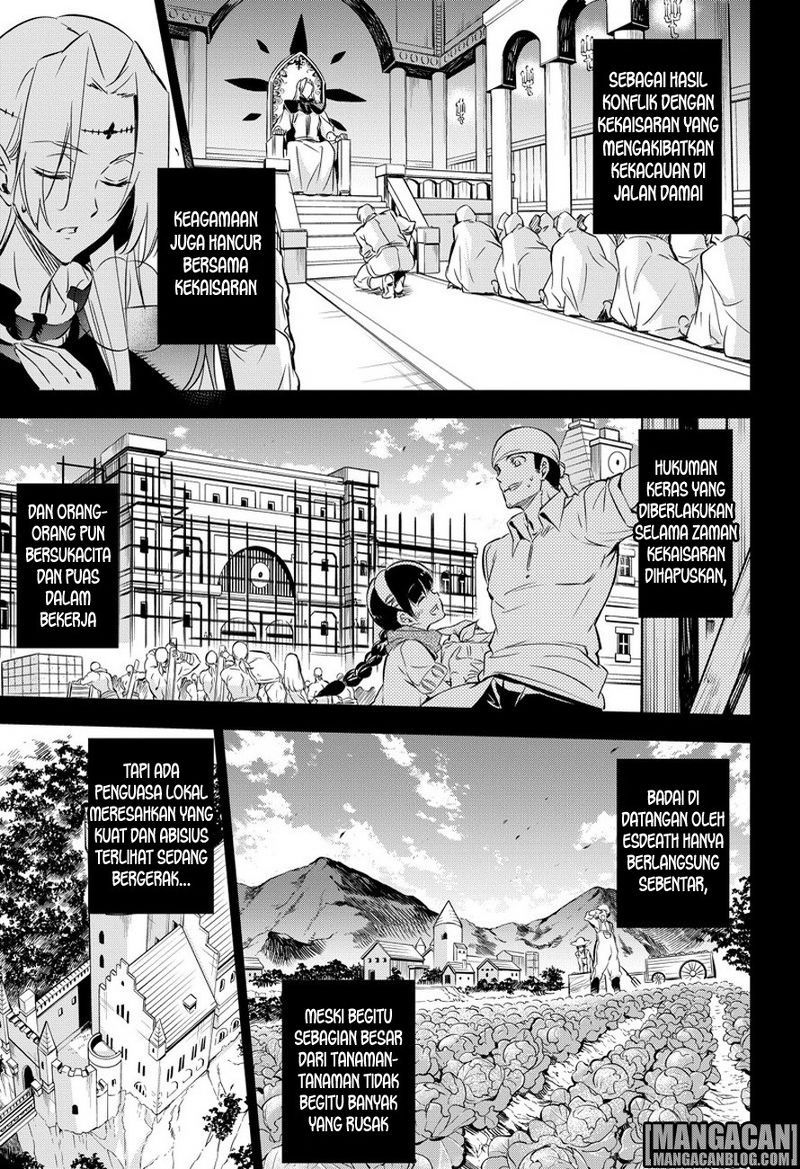 SEBAGAI HASIL
KONFLIK DENGAN
KEKAISARAN YANG
MENGAKIBATKAN
KEKACAUAN DI
JALAN DAMAI
KEAGAMAAN
JUGA HANCUR
BERSAMA
KEKAISARAN
HUKUMAN
KERAS YANG
DIBERLAKUKAN
SELAMA ZAMAN
KEKAISARAN
DIHAPUSKAN,
DAN ORANG-
ORANG PUN
BERSUKACITA
DAN PUAS
DALAM
BEKERJA
BADAI DI
DATANGAN OLEH
ESDEATH HANYA
BERLANGSUNG
SEBENTAR,
MESKI BEGITU
SEBAGIAN BESAR
DARI TANAMAN-
TANAMAN TIDAK
BEGITU BANYAK
YANG RUSAK
TAPI ADA
PENGUASA LOKAL
MERESAHKAN YANG
KUAT DAN ABISIUS
TERLIHAT SEDANG
BERGERAK...
[MANGACAN]
MANGACANBLOG.COM